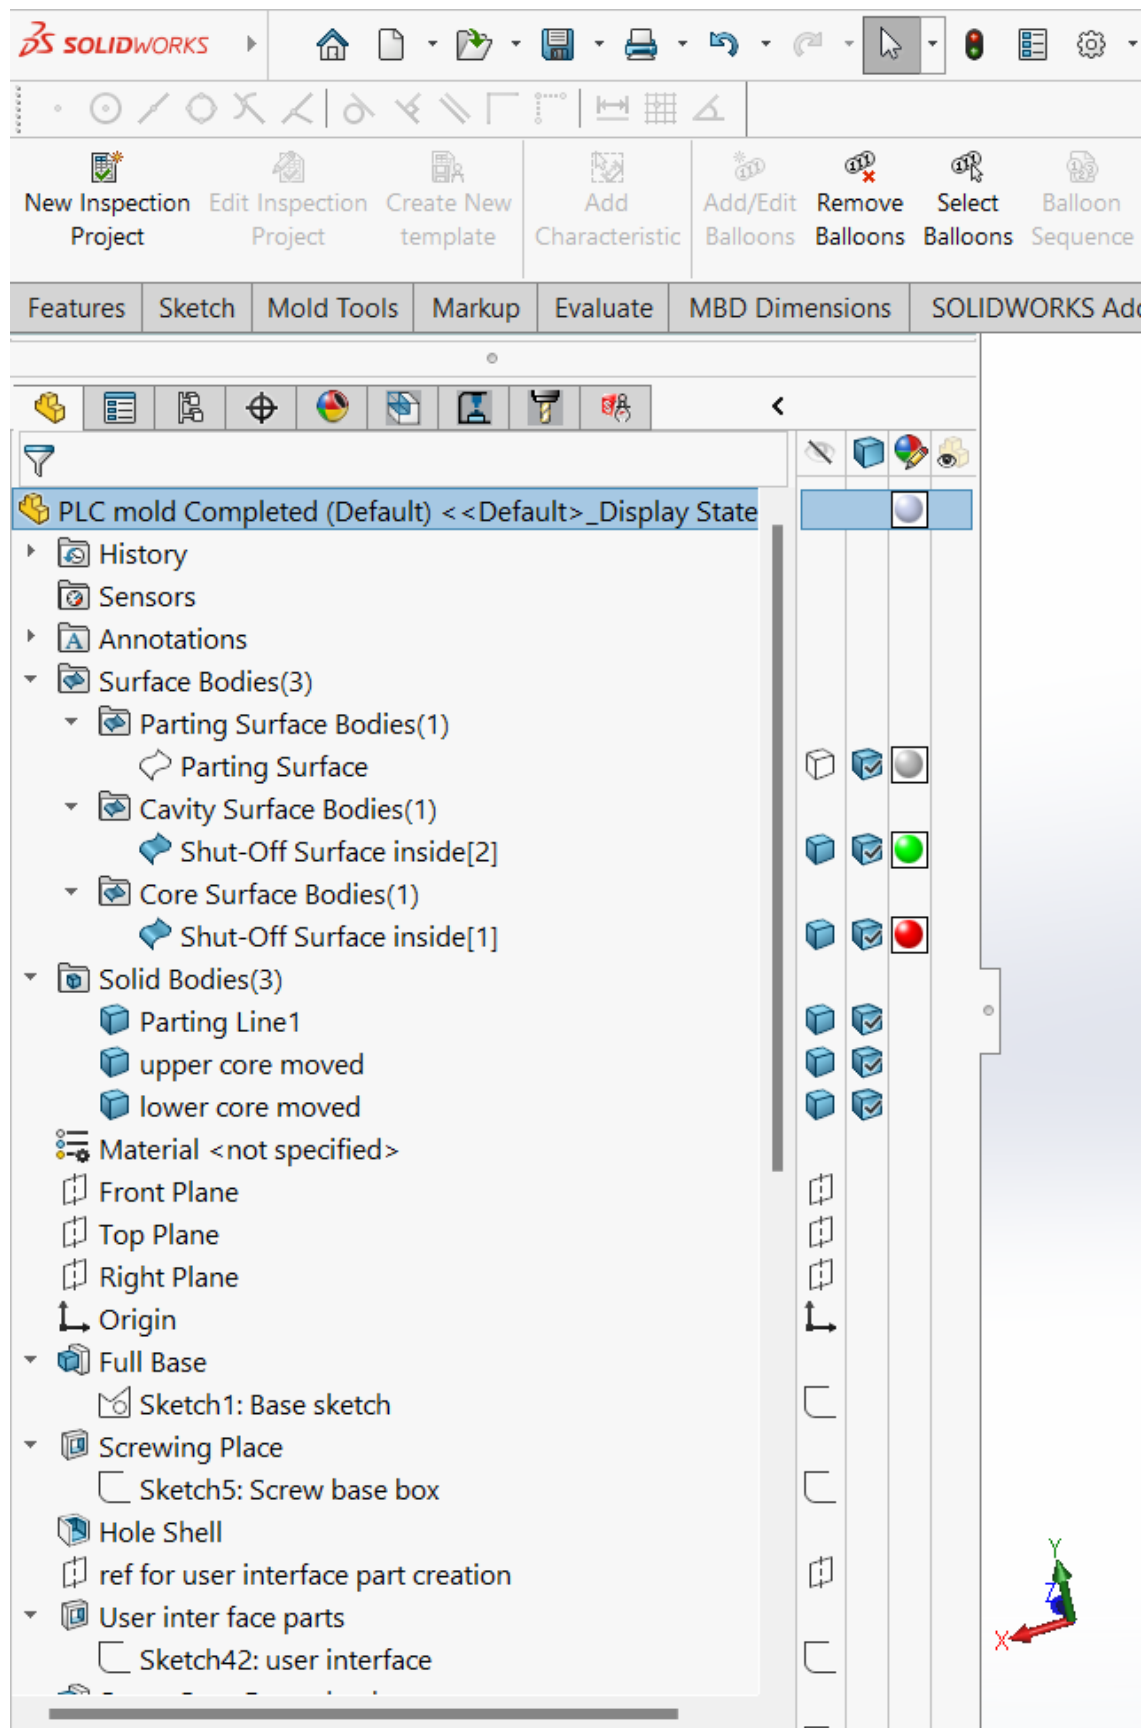 SOLIDWORKS
New Inspection Project
Edit Inspection Project
Create New template
Add Characteristic
Add/Edit Balloons
Remove Balloons
Select Balloons
Balloon Sequence
Features
Sketch
Mold Tools
Markup
Evaluate
MBD Dimensions
SOLIDWORKS Add
PLC mold Completed (Default) <<Default>_Display State
History
Sensors
Annotations
Surface Bodies(3)
Parting Surface Bodies(1)
Parting Surface
Cavity Surface Bodies(1)
Shut-Off Surface inside[2]
Core Surface Bodies(1)
Shut-Off Surface inside[1]
Solid Bodies(3)
Parting Line1
upper core moved
lower core moved
Material <not specified>
Front Plane
Top Plane
Right Plane
Origin
Full Base
Sketch1: Base sketch
Screwing Place
Sketch5: Screw base box
Hole Shell
ref for user interface part creation
User inter face parts
Sketch42: user interface
Y
Z
X